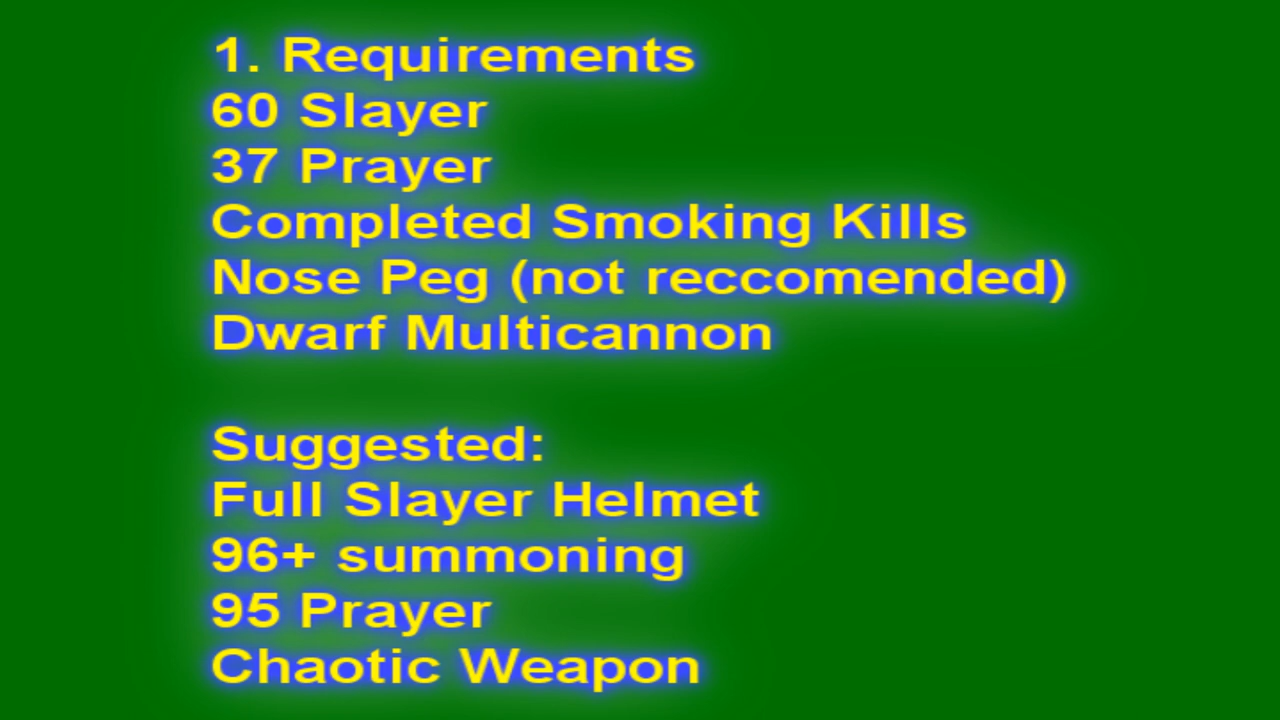 1. Requirements
60 Slayer
37 Prayer
Completed Smoking Kills
Nose Peg (not reccomended)
Dwarf Multicannon
Suggested:
Full Slayer Helmet
96+ summoning
95 Prayer
Chaotic Weapon